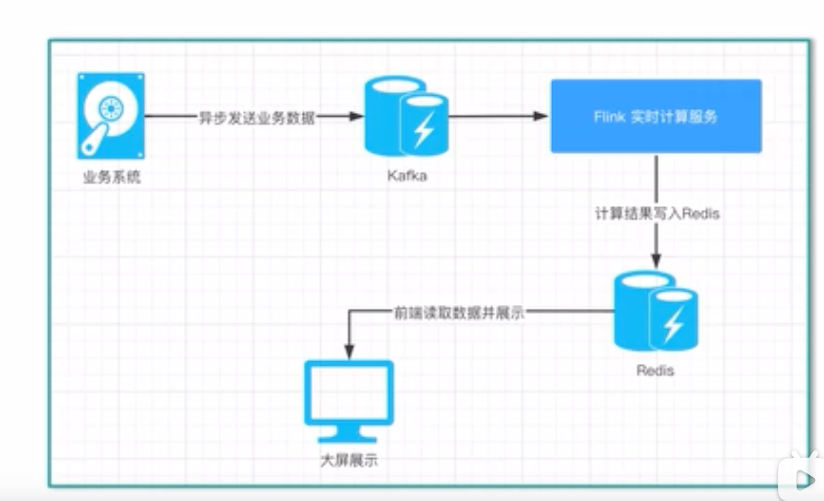 异步发送业务数据
Flink 实时计算服务
业务系统
Kafka
计算结果写入Redis
前端读取数据并展示
Redis
大屏展示